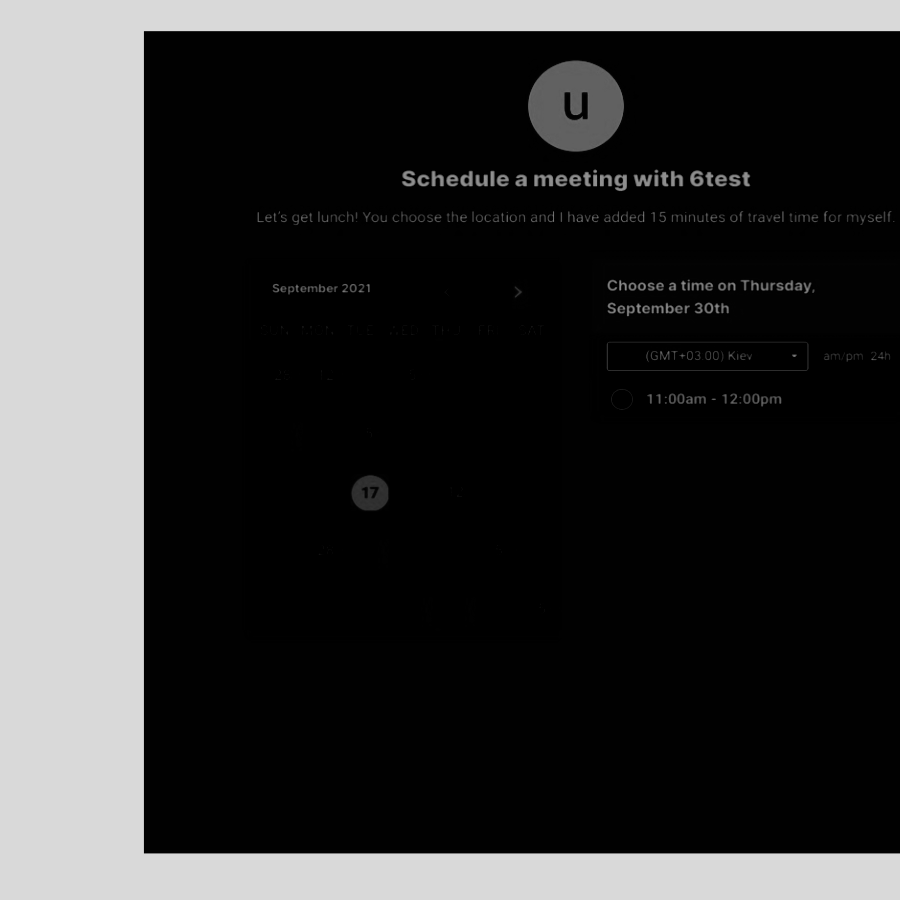 u
Schedule a meeting with 6test
Let's get lunch! You choose the location and I have added 15 minutes of travel time for myself.
September 2021
Choose a time on Thursday,
September 30th
(GMT+03:00) Kiev
am/pm 24h
11:00am - 12:00pm
17